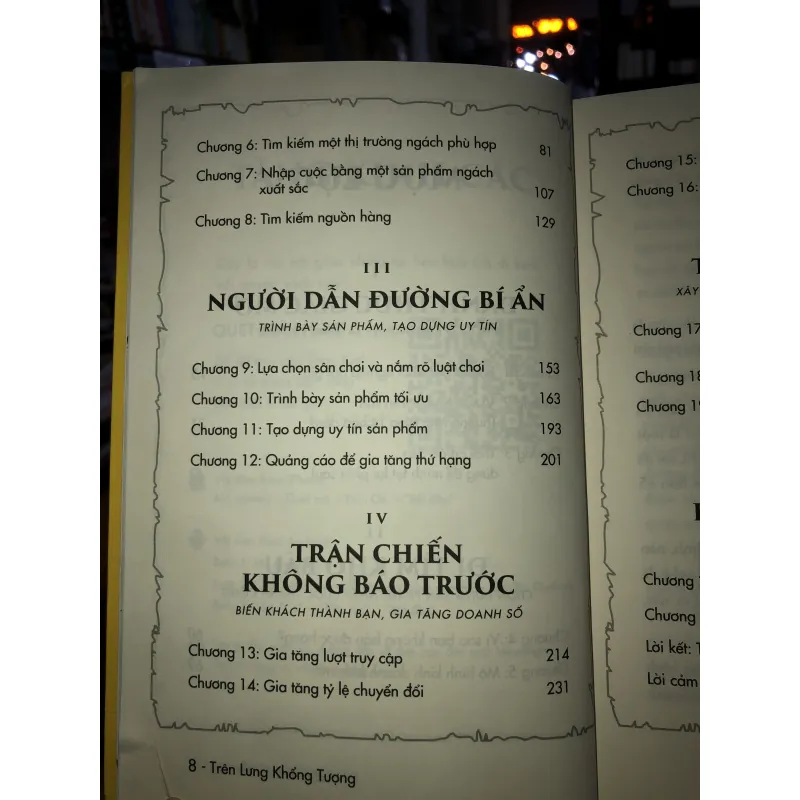 Chương 6: Tìm kiếm một thị trường ngách phù hợp 81
Chương 7: Nhập cuộc bằng một sản phẩm ngách
xuất sắc 107
Chương 8: Tìm kiếm nguồn hàng 129
III
NGƯỜI DẪN ĐƯỜNG BÍ ẨN
TRÌNH BÀY SẢN PHẨM, TẠO DỰNG UY TÍN
Chương 9: Lựa chọn sân chơi và nắm rõ luật chơi 153
Chương 10: Trình bày sản phẩm tối ưu 163
Chương 11: Tạo dựng uy tín sản phẩm 193
Chương 12: Quảng cáo để gia tăng thứ hạng 201
IV
TRẬN CHIẾN
KHÔNG BÁO TRƯỚC
BIẾN KHÁCH THÀNH BẠN, GIA TĂNG DOANH SỐ
Chương 13: Gia tăng lượt truy cập 214
Chương 14: Gia tăng tỷ lệ chuyển đổi 231
8 - Trên Lưng Khổng Tượng
Chương 15:
Chương 16:
XÂY
Chương 17
Chương 18
Chương 19
Chương
Chương
Lời kết:
Lời cảm